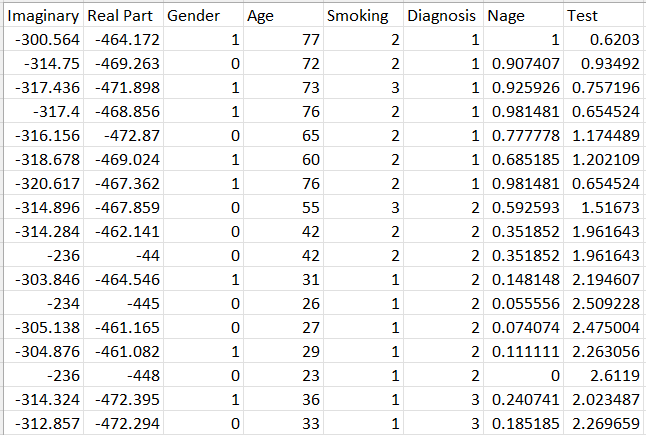 Imaginary Real Part Gender Age Smoking Diagnosis Nage Test
-300.564 -464.172 1 77 2 1 1 0.6203
-314.75 -469.263 0 72 2 1 0.907407 0.93492
-317.436 -471.898 1 73 3 1 0.925926 0.757196
-317.4 -468.856 1 76 2 1 0.981481 0.654524
-316.156 -472.87 0 65 2 1 0.777778 1.174489
-318.678 -469.024 1 60 2 1 0.685185 1.202109
-320.617 -467.362 1 76 2 1 0.981481 0.654524
-314.896 -467.859 0 55 3 2 0.592593 1.51673
-314.284 -462.141 0 42 2 2 0.351852 1.961643
-236 -44 0 42 2 2 0.351852 1.961643
-303.846 -464.546 1 31 1 2 0.148148 2.194607
-234 -445 0 26 1 2 0.055556 2.509228
-305.138 -461.165 0 27 1 2 0.074074 2.475004
-304.876 -461.082 1 29 1 2 0.111111 2.263056
-236 -448 0 23 1 2 0 2.6119
-314.324 -472.395 1 36 1 3 0.240741 2.023487
-312.857 -472.294 0 33 1 3 0.185185 2.269659